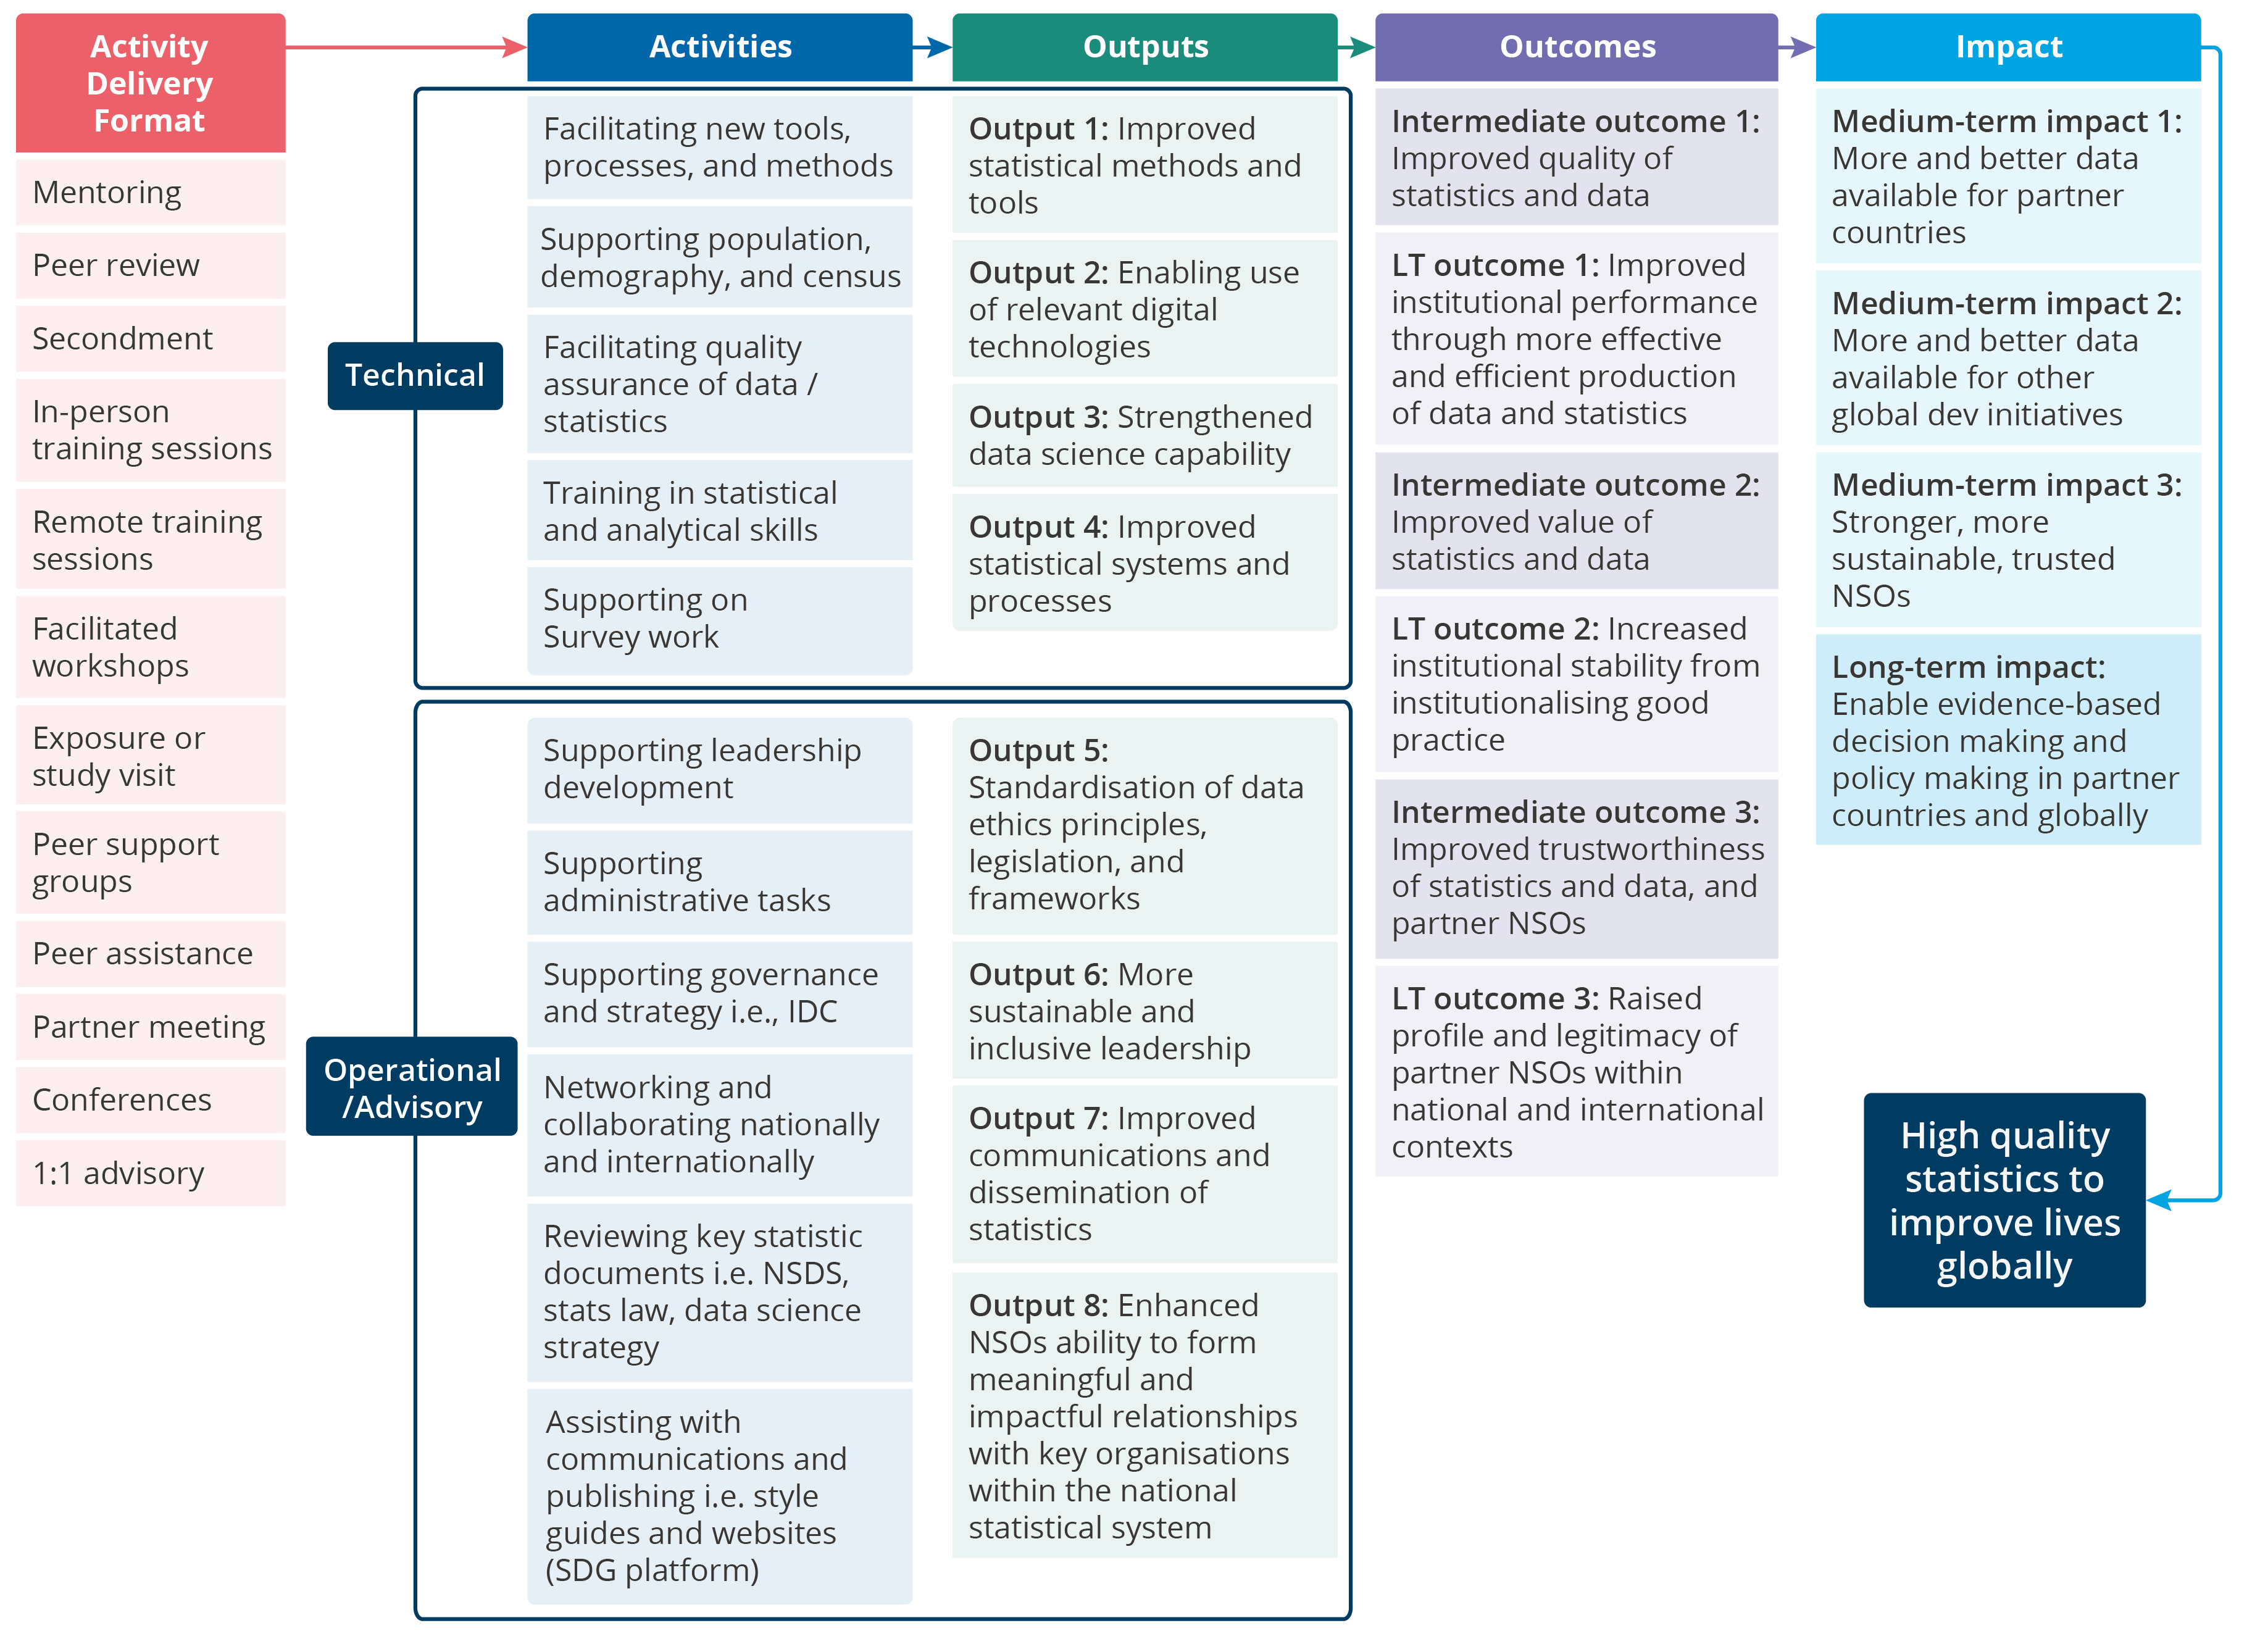 Activity
Delivery
Format
Mentoring
Peer review
Secondment
In-person
training sessions
Remote training
sessions
Facilitated
workshops
Exposure or
study visit
Peer support
groups
Peer assistance
Partner meeting
Conferences
1:1 advisory
Technical
Operational
/Advisory
Activities
Facilitating new tools,
processes, and methods
Supporting population,
demography, and census
Facilitating quality
assurance of data /
statistics
Training in statistical
and analytical skills
Supporting on
Survey work
Supporting leadership
development
Supporting
administrative tasks
Supporting governance
and strategy i.e., IDC
Networking and
collaborating nationally
and internationally
Reviewing key statistic
documents i.e. NSDS,
stats law, data science
strategy
Assisting with
communications and
publishing i.e. style
guides and websites
(SDG platform)
Outputs
Output 1: Improved
statistical methods and
tools
Output 2: Enabling use
of relevant digital
technologies
Output 3: Strengthened
data science capability
Output 4: Improved
statistical systems and
processes
Output 5:
Standardisation of data
ethics principles,
legislation, and
frameworks
Output 6: More
sustainable and
inclusive leadership
Output 7: Improved
communications and
dissemination of
statistics
Output 8: Enhanced
NSOs ability to form
meaningful and
impactful relationships
with key organisations
within the national
statistical system
Outcomes
Intermediate outcome 1:
Improved quality of
statistics and data
LT outcome 1: Improved
institutional performance
through more effective
and efficient production
of data and statistics
Intermediate outcome 2:
Improved value of
statistics and data
LT outcome 2: Increased
institutional stability from
institutionalising good
practice
Intermediate outcome 3:
Improved trustworthiness
of statistics and data, and
partner NSOs
LT outcome 3: Raised
profile and legitimacy of
partner NSOs within
national and international
contexts
Impact
Medium-term impact 1:
More and better data
available for partner
countries
Medium-term impact 2:
More and better data
available for other
global dev initiatives
Medium-term impact 3:
Stronger, more
sustainable, trusted
NSOs
Long-term impact:
Enable evidence-based
decision making and
policy making in partner
countries and globally
High quality
statistics to
improve lives
globally